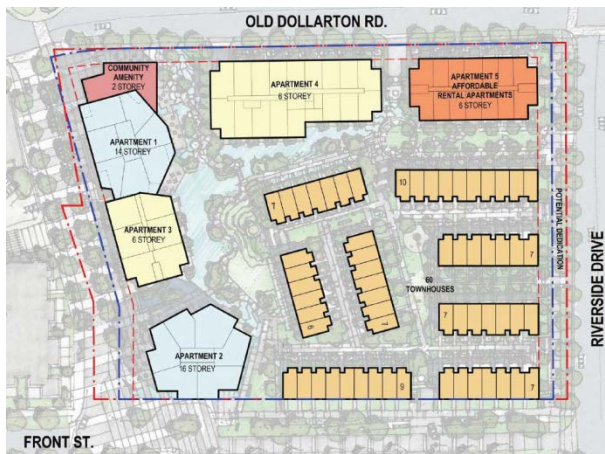 OLD DOLLARTON RD.
COMMUNITY
AMENITY
2 STOREY
APARTMENT 4
6 STOREY
APARTMENT 5
AFFORDABLE
RENTAL APARTMENTS
6 STOREY
APARTMENT 1
14 STOREY
APARTMENT 3
6 STOREY
7
10
POTENTIAL DEDICATION
RIVERSIDE DRIVE
7
60
TOWNHOUSES
6
7
7
APARTMENT 2
16 STOREY
9
7
FRONT ST.